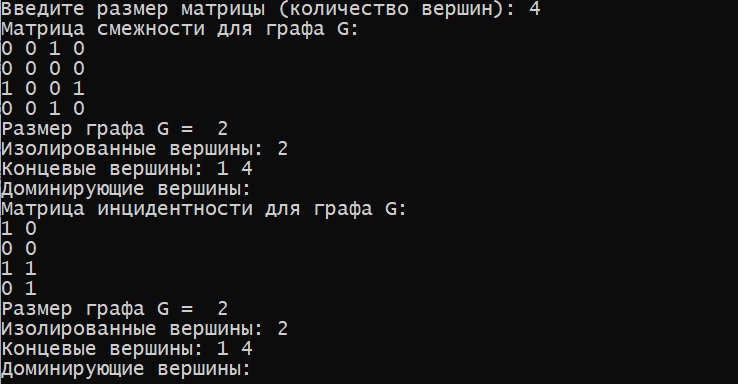 Введите размер матрицы (количество вершин): 4
Матрица смежности для графа G:
0 0 1 0
0 0 0 0
1 0 0 1
0 0 1 0
Размер графа G =  2
Изолированные вершины: 2
Концевые вершины: 1 4
Доминирующие вершины:
Матрица инцидентности для графа G:
1 0
0 0
1 1
0 1
Размер графа G =  2
Изолированные вершины: 2
Концевые вершины: 1 4
Доминирующие вершины: